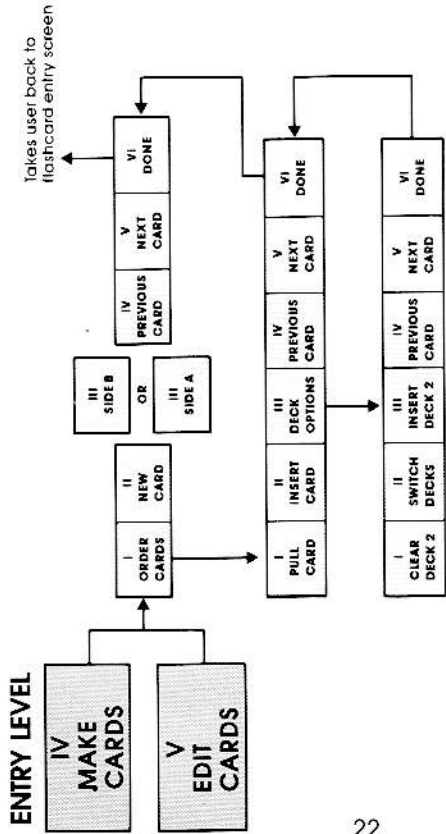 ENTRY LEVEL
IV
MAKE
CARDS
V
EDIT
CARDS
I
ORDER
CARDS
II
NEW
CARD
III
SIDE B
OR
III
SIDE A
IV
PREVIOUS
CARD
V
NEXT
CARD
VI
DONE
Takes user back to
flashcard entry screen
I
PULL
CARD
II
INSERT
CARD
III
DECK
OPTIONS
IV
PREVIOUS
CARD
V
NEXT
CARD
VI
DONE
I
CLEAR
DECK 2
II
SWITCH
DECKS
III
INSERT
DECK 2
IV
PREVIOUS
CARD
V
NEXT
CARD
VI
DONE
22